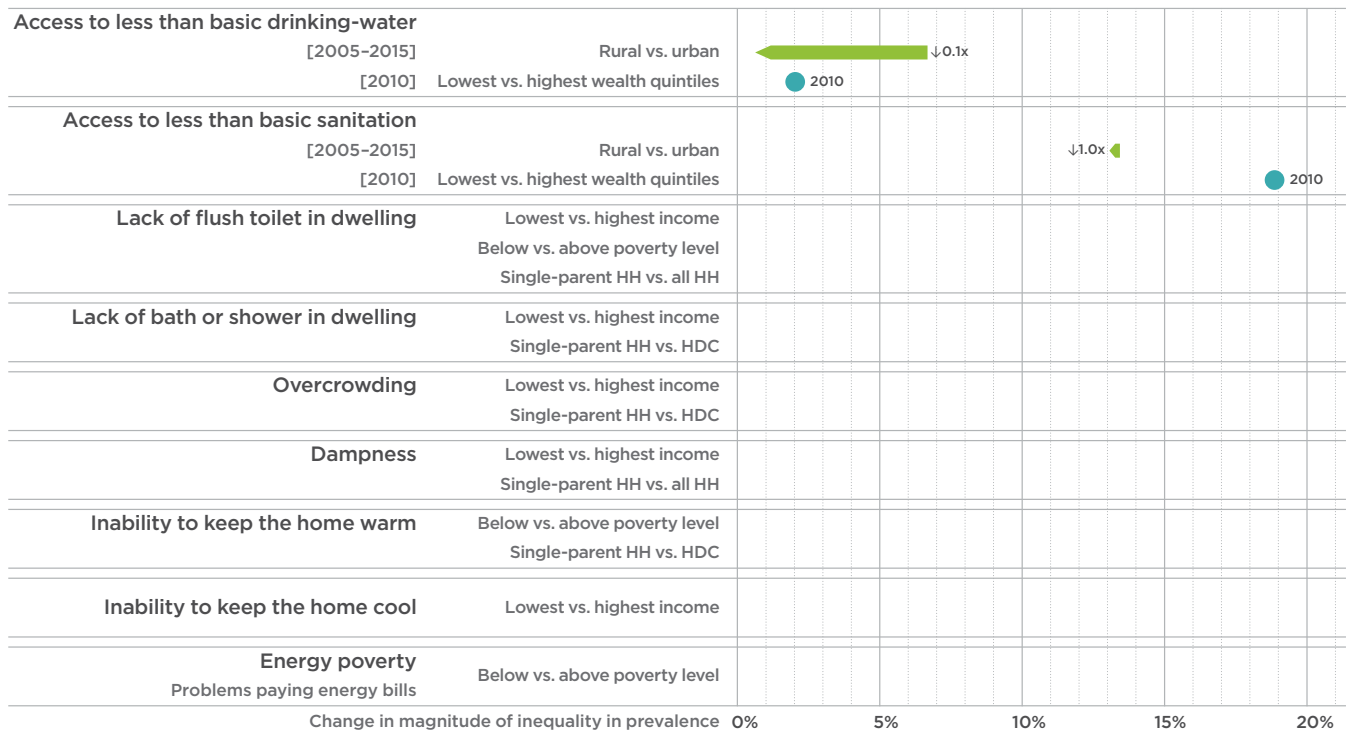 Access to less than basic drinking-water
[2005–2015] Rural vs. urban ↓0.1x
[2010] Lowest vs. highest wealth quintiles 2010
Access to less than basic sanitation
[2005–2015] Rural vs. urban ↓1.0x
[2010] Lowest vs. highest wealth quintiles 2010
Lack of flush toilet in dwelling Lowest vs. highest income
Below vs. above poverty level
Single-parent HH vs. all HH
Lack of bath or shower in dwelling Lowest vs. highest income
Single-parent HH vs. HDC
Overcrowding Lowest vs. highest income
Single-parent HH vs. HDC
Dampness Lowest vs. highest income
Single-parent HH vs. all HH
Inability to keep the home warm Below vs. above poverty level
Single-parent HH vs. HDC
Inability to keep the home cool Lowest vs. highest income
Energy poverty
Below vs. above poverty level
Problems paying energy bills
Change in magnitude of inequality in prevalence 0% 5% 10% 15% 20%